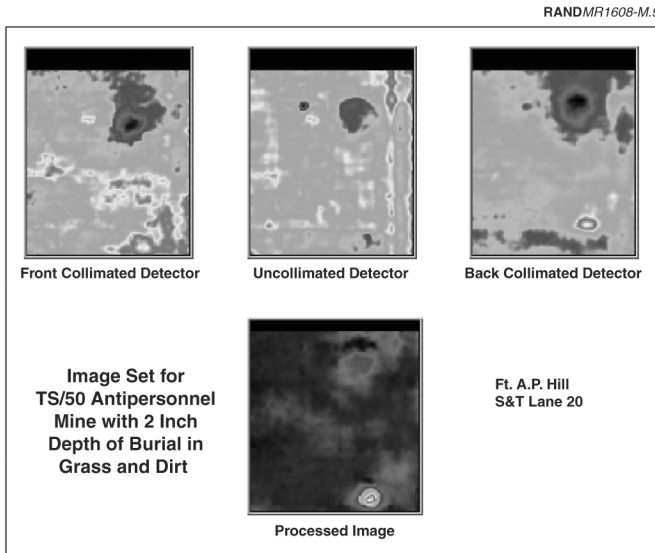 RANDMR1608-M.9
Front Collimated Detector
Uncollimated Detector
Back Collimated Detector
Image Set for
TS/50 Antipersonnel
Mine with 2 Inch
Depth of Burial in
Grass and Dirt
Ft. A.P. Hill
S&T Lane 20
Processed Image